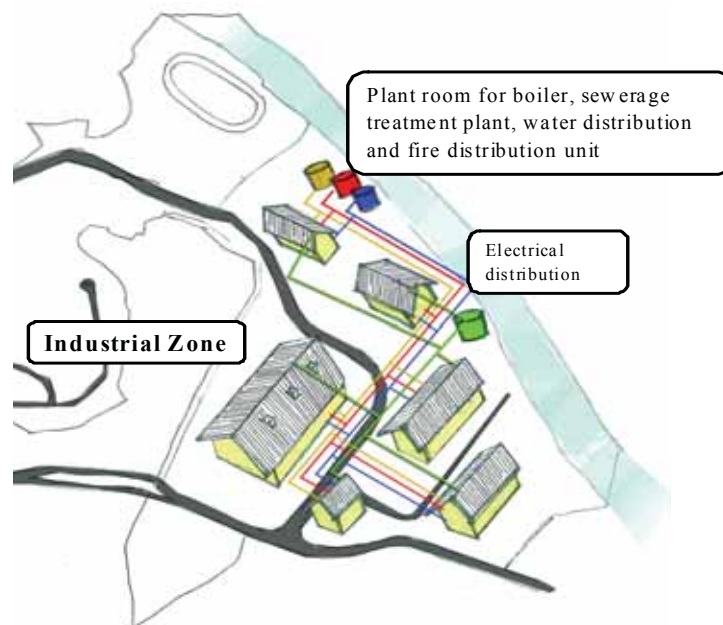 Plant room for boiler, sewerage
treatment plant, water distribution
and fire distribution unit
Electrical
distribution
Industrial Zone